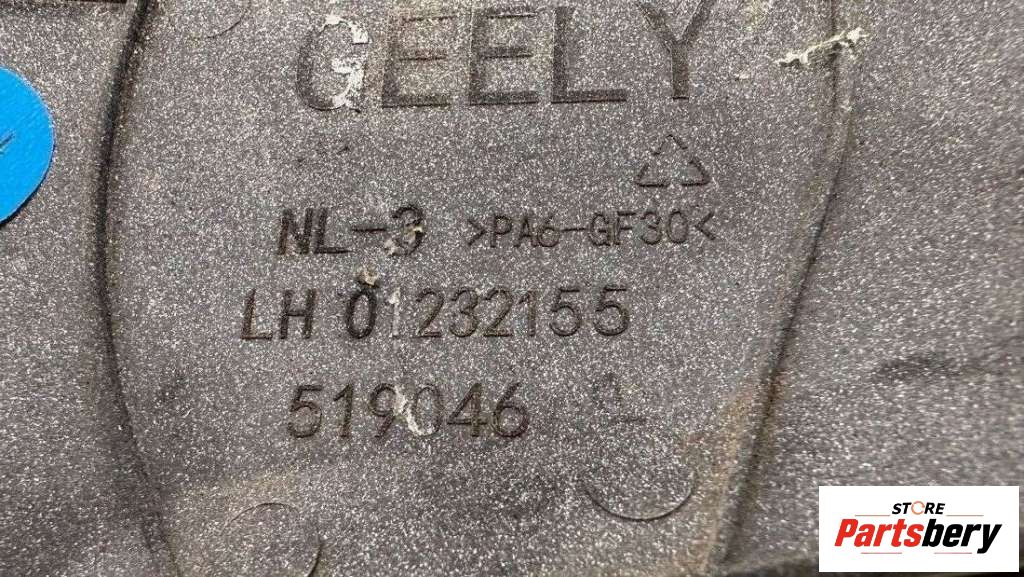 GEELY
NL-3 >PA6-GF30<
LH 01232155
519046
STORE
Partsbery